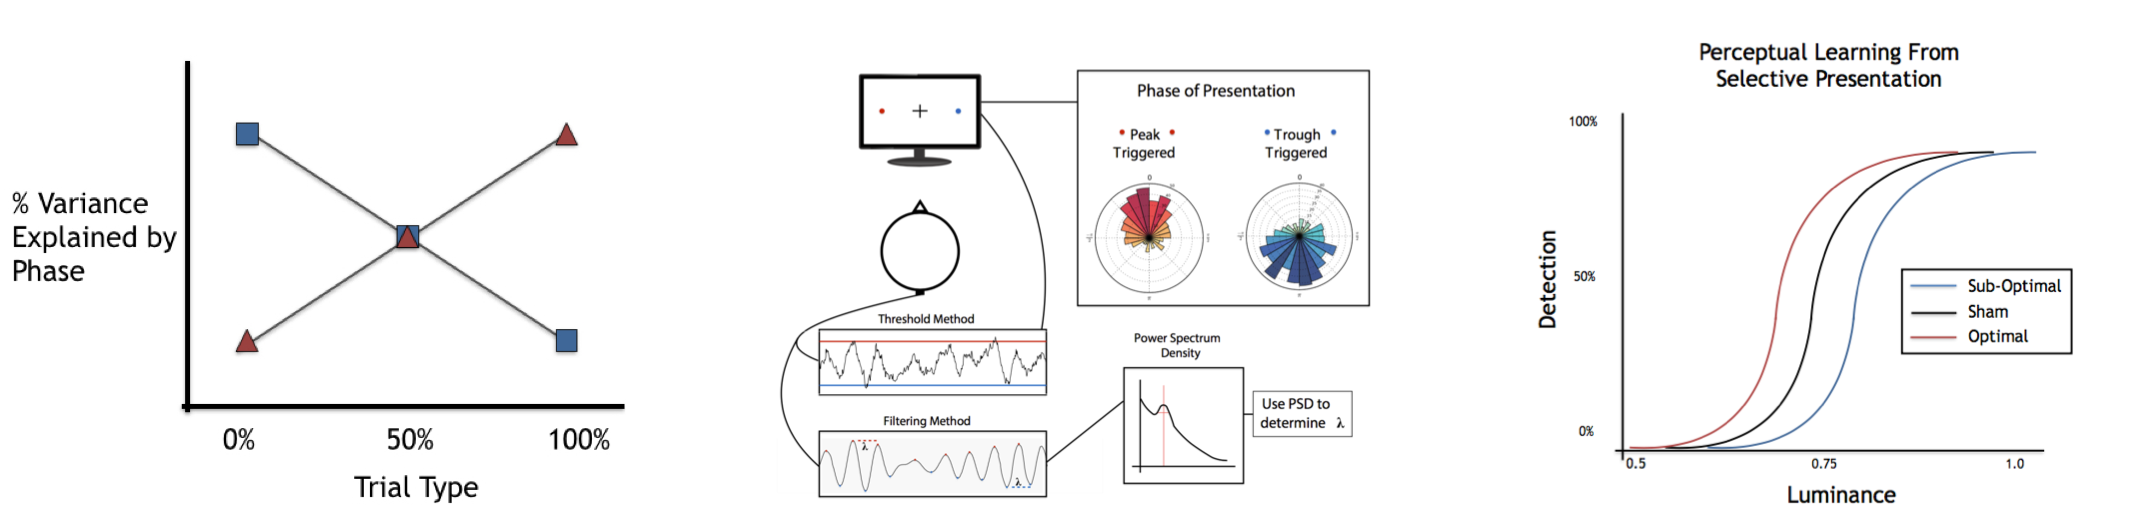 % Variance
Explained by
Phase
0%
50%
100%
Trial Type
Phase of Presentation
Peak
Triggered
Trough
Triggered
0
0
Threshold Method
Filtering Method
λ
λ
Power Spectrum
Density
Use PSD to
determine λ
Perceptual Learning From
Selective Presentation
100%
50%
0%
Detection
Sub-Optimal
Sham
Optimal
0.5
0.75
1.0
Luminance